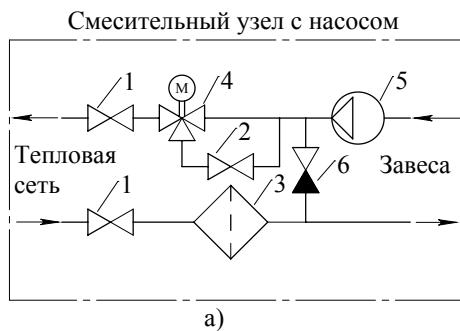 Смесительный узел с насосом
M
1
4
5
2
Тепловая
сеть
6
Завеса
1
3
а)